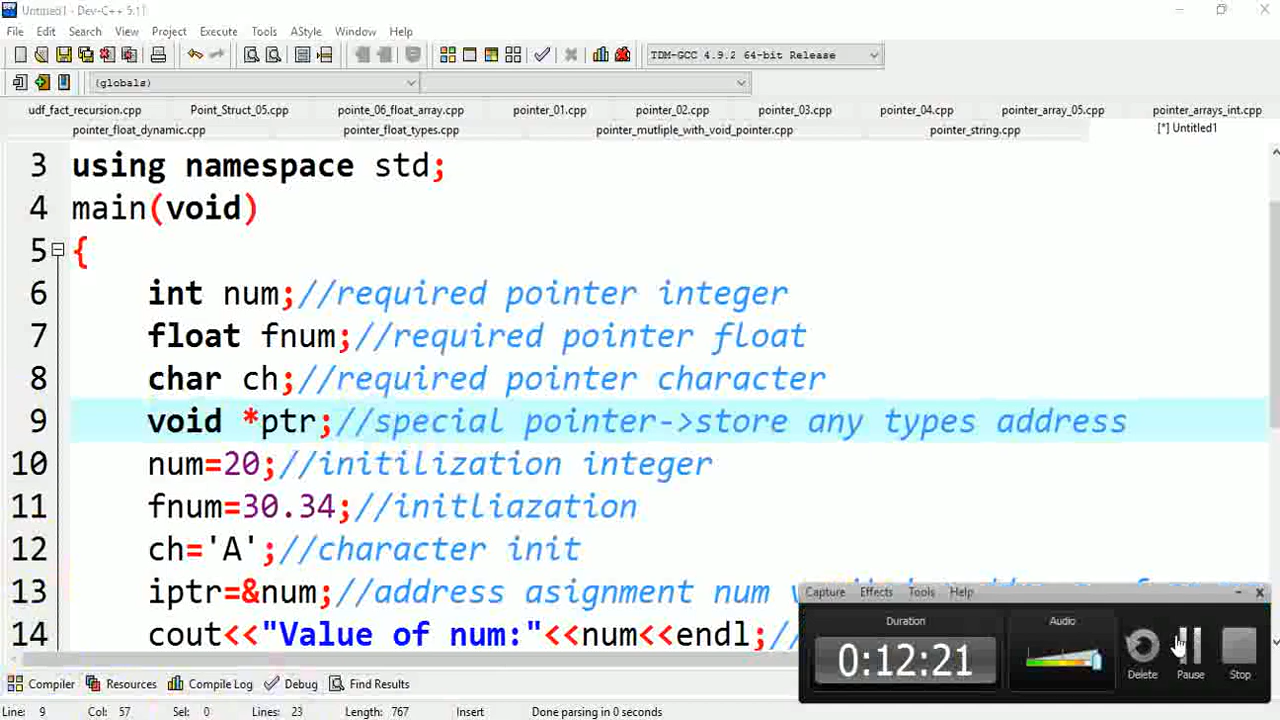 Untitled1 - Dev-C++ 5.11
File Edit Search View Project Execute Tools AStyle Window Help
TDM-GCC 4.9.2 64-bit Release
(globals)
udf_fact_recursion.cpp Point_Struct_05.cpp pointe_06_float_array.cpp pointer_01.cpp pointer_02.cpp pointer_03.cpp pointer_04.cpp pointer_array_05.cpp pointer_arrays_int.cpp
pointer_float_dynamic.cpp pointer_float_types.cpp pointer_mutliple_with_void_pointer.cpp pointer_string.cpp [*] Untitled1
3 using namespace std;
4 main(void)
5 {
6 int num;//required pointer integer
7 float fnum;//required pointer float
8 char ch;//required pointer character
9 void *ptr;//special pointer->store any types address
10 num=20;//initilization integer
11 fnum=30.34;//initliazation
12 ch='A';//character init
13 iptr=&num;//address asignment num
14 cout<<"Value of num:"<<num<<endl;//
Capture Effects Tools Help
Duration Audio
0:12:21
Delete Pause Stop
Compiler Resources Compile Log Debug Find Results
Line: 9 Col: 57 Sel: 0 Lines: 23 Length: 767 Insert Done parsing in 0 seconds